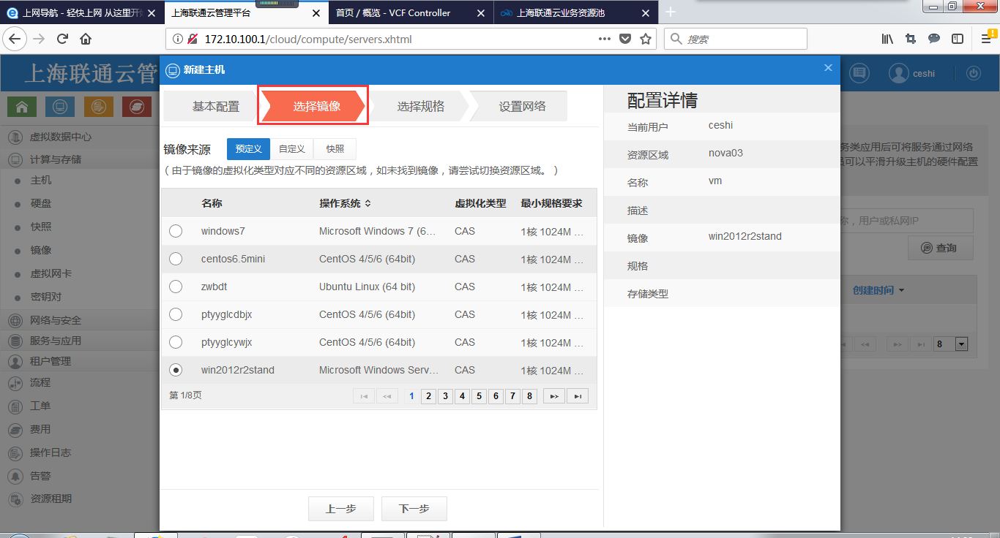 上网导航 - 轻快上网 从这里开
上海联通云管理平台
首页 / 概览 - VCF Controller
上海联通云业务资源池
172.10.100.1/cloud/compute/servers.xhtml
搜索
上海联通云管
新建主机
ceshi
基本配置
选择镜像
选择规格
设置网络
配置详情
镜像来源
预定义
自定义
快照
（由于镜像的虚拟化类型对应不同的资源区域，如未找到镜像，请尝试切换资源区域。）
名称 操作系统 虚拟化类型 最小规格要求
windows7 Microsoft Windows 7 (6... CAS 1核 1024M ...
centos6.5mini CentOS 4/5/6 (64bit) CAS 1核 1024M ...
zwbdt Ubuntu Linux (64 bit) CAS 1核 1024M ...
ptyyglcdbjx CentOS 4/5/6 (64bit) CAS 1核 1024M ...
ptyyglcywjx CentOS 4/5/6 (64bit) CAS 1核 1024M ...
win2012r2stand Microsoft Windows Serv... CAS 1核 1024M ...
第 1/8页
1 2 3 4 5 6 7 8
上一步
下一步
当前用户 ceshi
资源区域 nova03
名称 vm
描述
镜像 win2012r2stand
规格
存储类型
虚拟数据中心
计算与存储
主机
硬盘
快照
镜像
虚拟网卡
密钥对
网络与安全
服务与应用
租户管理
流程
工单
费用
操作日志
告警
资源租期
务类应用后可将服务通过网络
员可以平滑升级主机的硬件配置
称，用户或私网IP
查询
创建时间
8